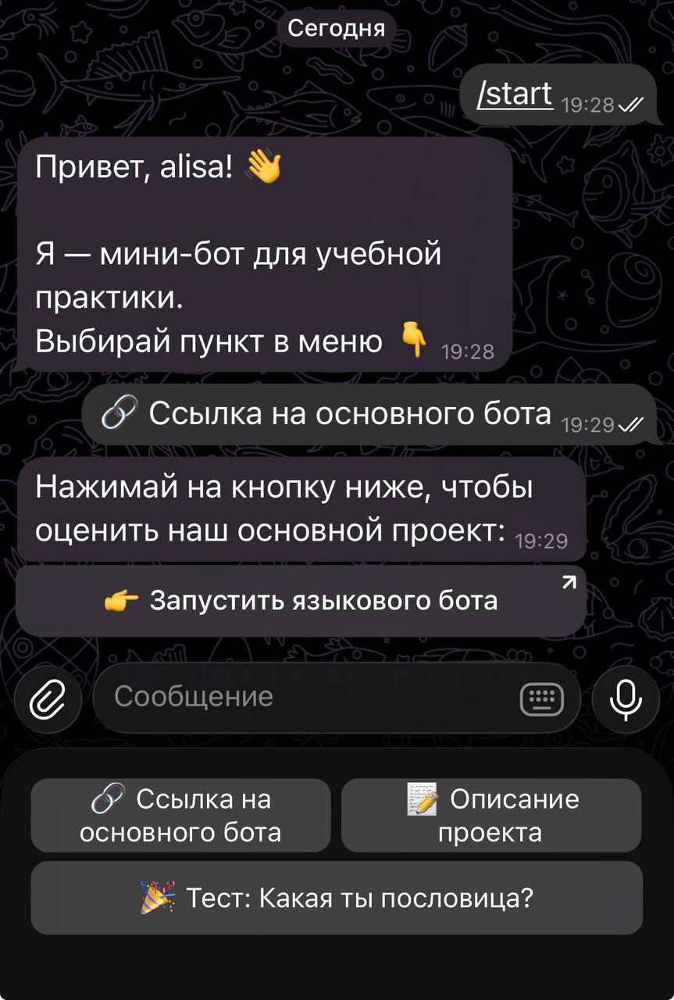 Сегодня
/start 19:28
Привет, alisa! 👋
Я — мини-бот для учебной
практики.
Выбирай пункт в меню 👇 19:28
🔗 Ссылка на основного бота 19:29
Нажимай на кнопку ниже, чтобы
оценить наш основной проект: 19:29
👉 Запустить языкового бота
Сообщение
🔗 Ссылка на
основного бота
📝 Описание
проекта
🎉 Тест: Какая ты пословица?